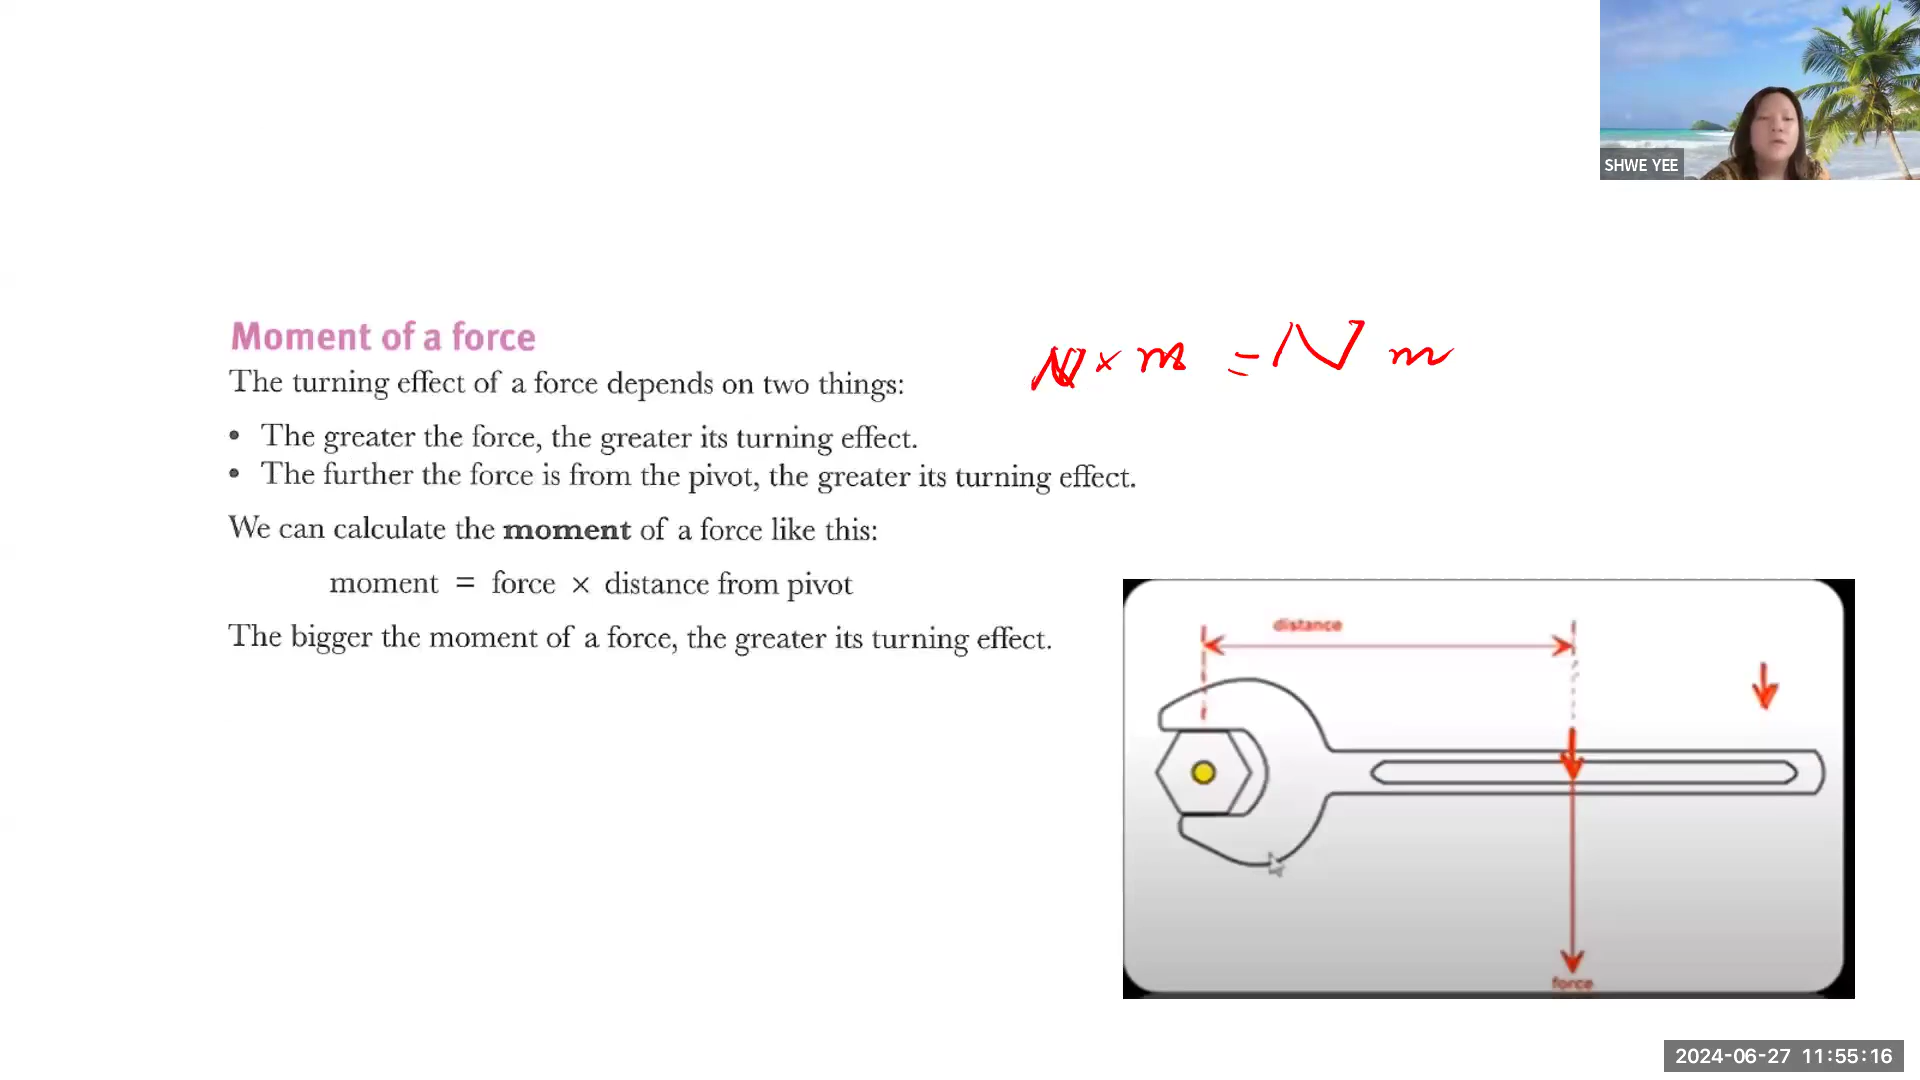 SHWE YEE
Moment of a force
N × m = N m
The turning effect of a force depends on two things:
• The greater the force, the greater its turning effect.
• The further the force is from the pivot, the greater its turning effect.
We can calculate the moment of a force like this:
moment = force × distance from pivot
The bigger the moment of a force, the greater its turning effect.
distance
force
2024-06-27 11:55:16